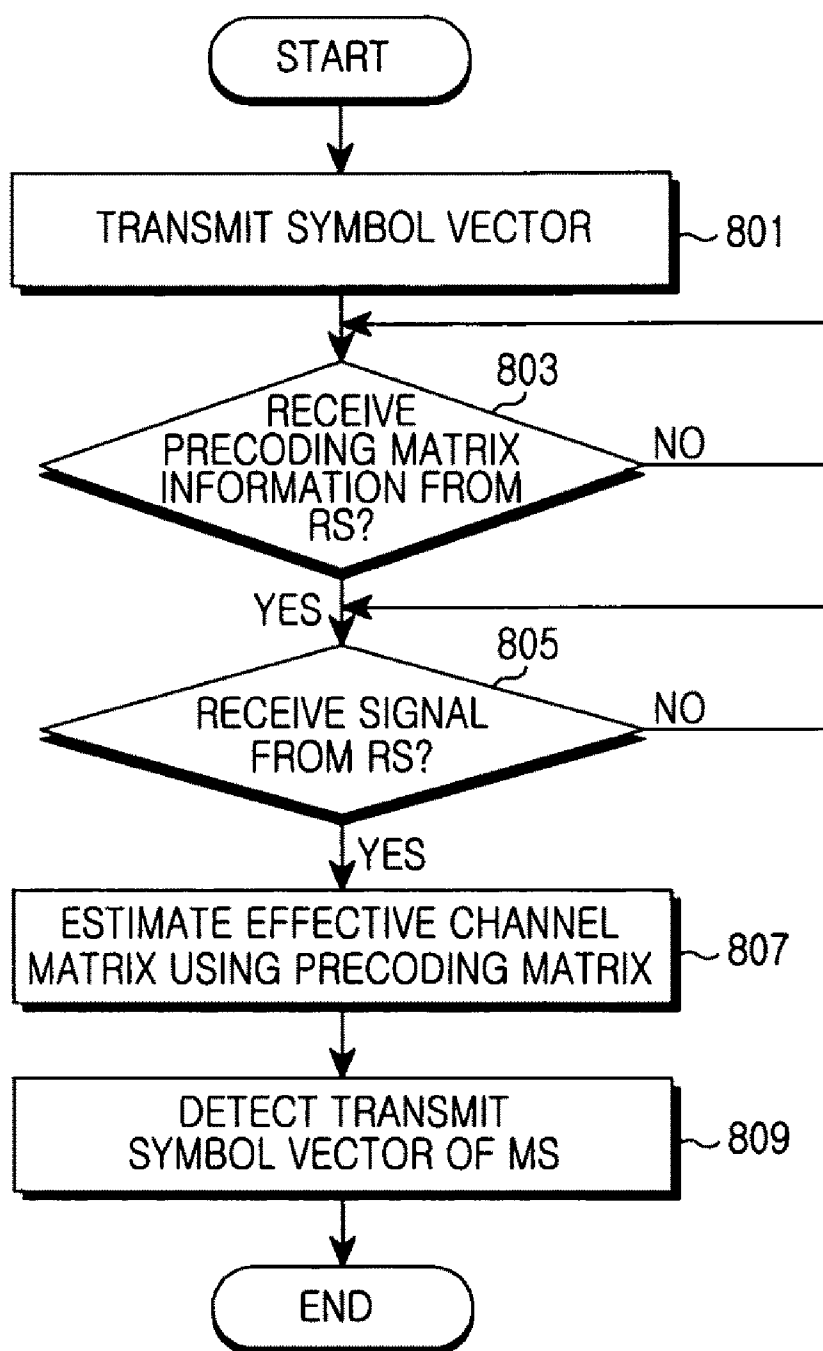 START
TRANSMIT SYMBOL VECTOR
801
803
RECEIVE
PRECODING MATRIX
INFORMATION FROM
RS?
NO
YES
805
RECEIVE SIGNAL
FROM RS?
NO
YES
ESTIMATE EFFECTIVE CHANNEL
MATRIX USING PRECODING MATRIX
807
DETECT TRANSMIT
SYMBOL VECTOR OF MS
809
END